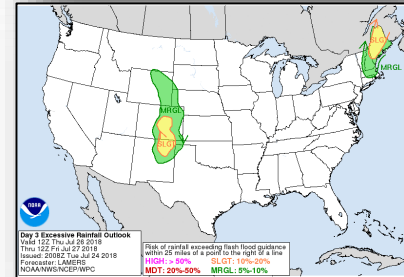 SLGT
MRGL
MRGL
SLGT
NOAA
Day 3 Excessive Rainfall Outlook
Valid 12Z Thu Jul 26 2018
Thru 12Z Fri Jul 27 2018
Issued: 2008Z Tue Jul 24 2018
Forecaster: LAMERS
NOAA/NWS/NCEP/WPC
Risk of rainfall exceeding flash flood guidance
within 25 miles of a point to the right of a line
HIGH: > 50% SLGT: 10%-20%
MDT: 20%-50% MRGL: 5%-10%